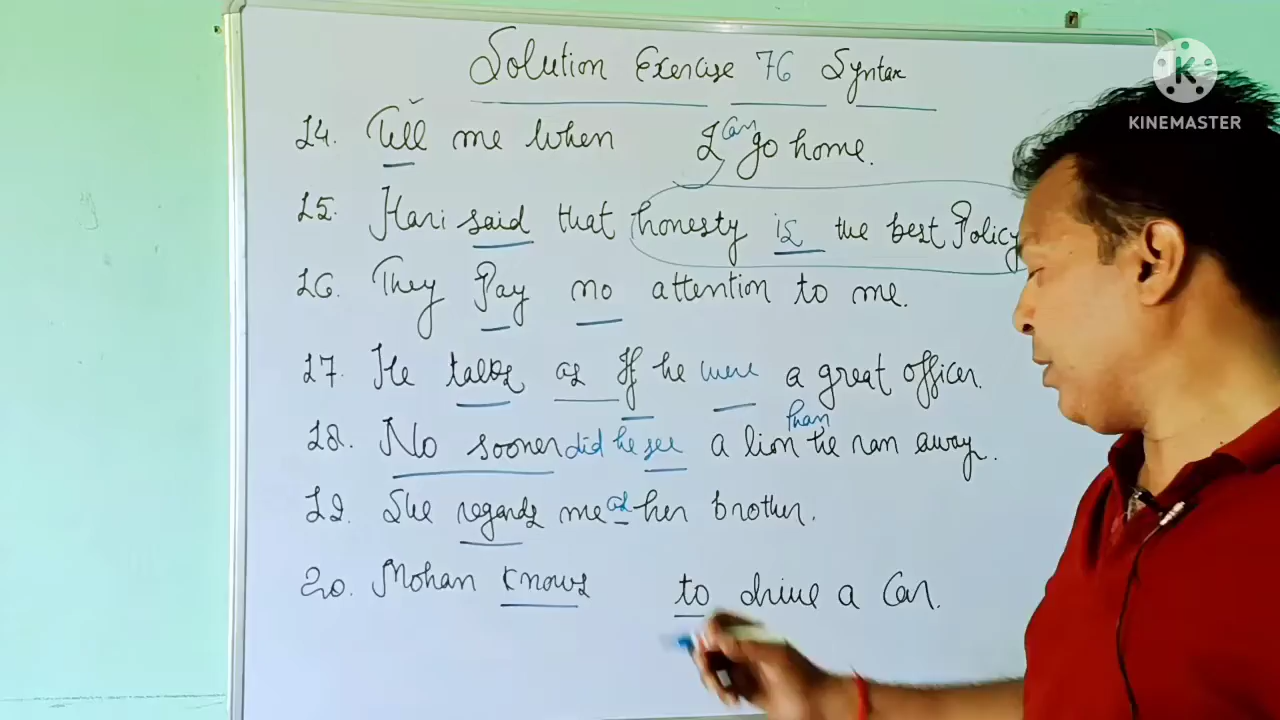 Solution Exercise 76 Syntax
KINEMASTER
14. Tell me when I can go home.
15. Hari said that honesty is the best Policy
16. They Pay no attention to me.
17. He talks as If he were a great officer.
18. No sooner did he see a lion than he ran away.
19. She regards me as her brother.
20. Mohan knows to drive a Car.